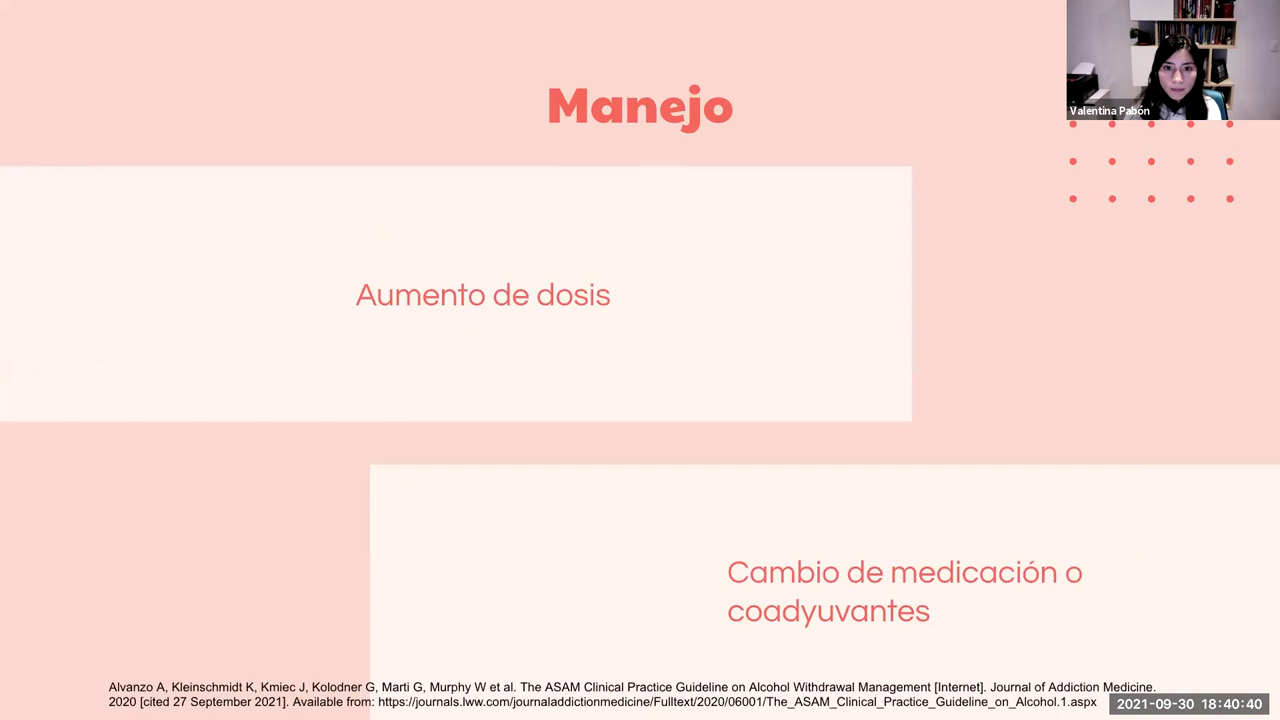 Manejo
Valentina Pabón
Aumento de dosis
Cambio de medicación o
coadyuvantes
Alvanzo A, Kleinschmidt K, Kmiec J, Kolodner G, Marti G, Murphy W et al. The ASAM Clinical Practice Guideline on Alcohol Withdrawal Management [Internet]. Journal of Addiction Medicine.
2020 [cited 27 September 2021]. Available from: https://journals.lww.com/journaladdictionmedicine/Fulltext/2020/06001/The_ASAM_Clinical_Practice_Guideline_on_Alcohol.1.aspx
2021-09-30 18:40:40